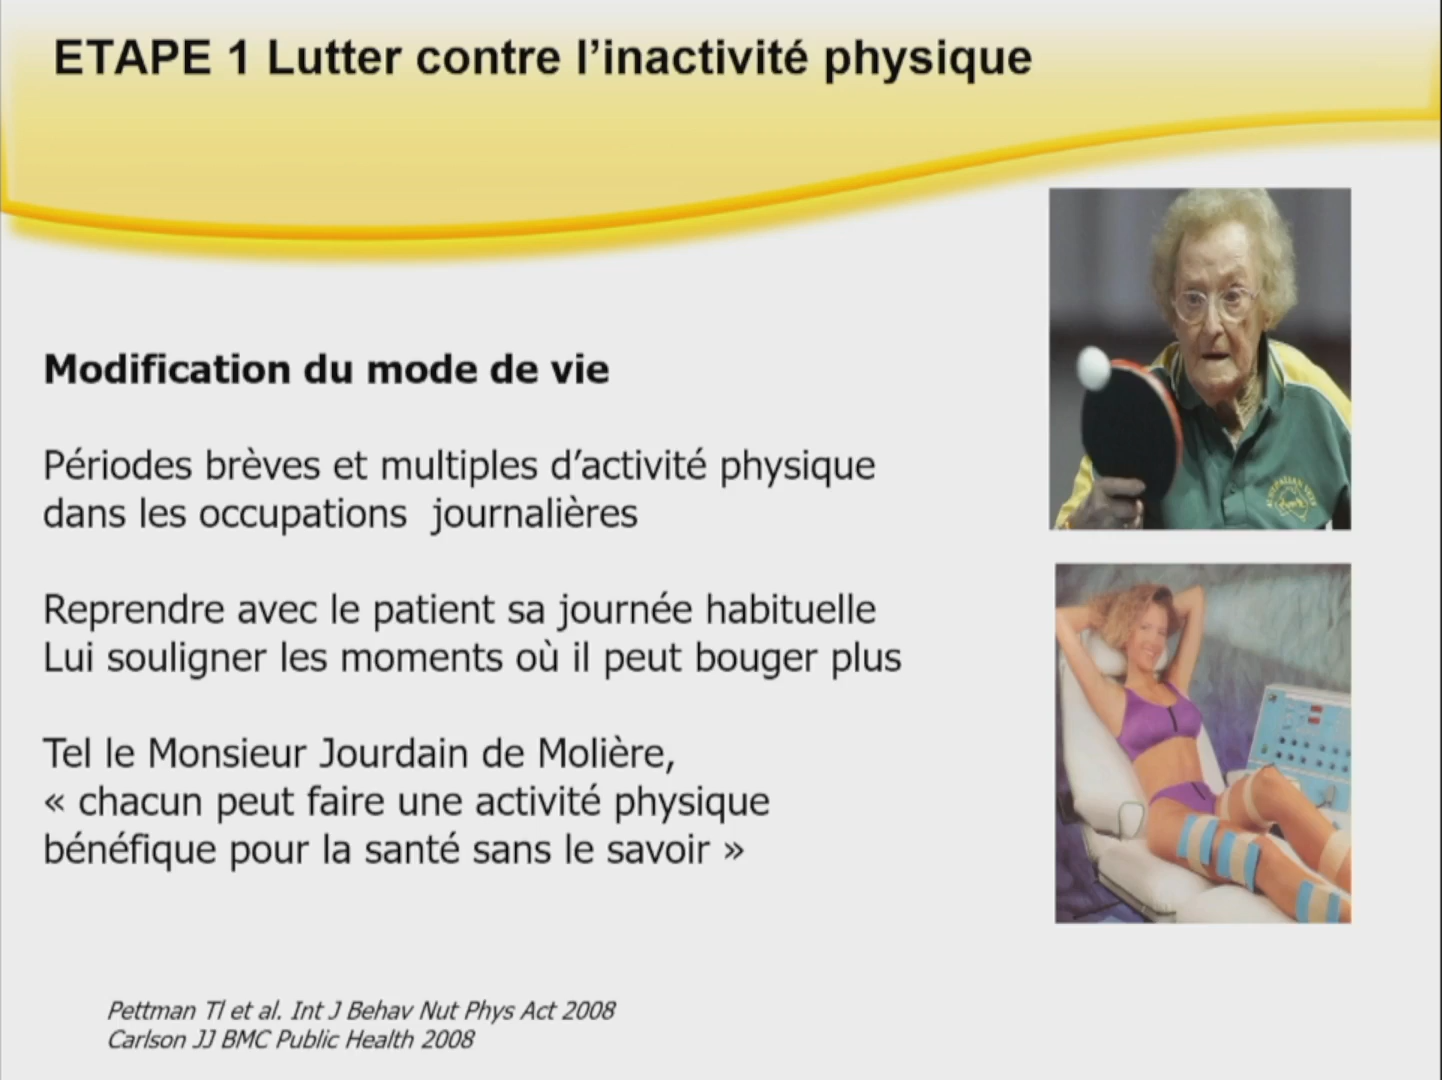 ETAPE 1 Lutter contre l’inactivité physique
Modification du mode de vie
Périodes brèves et multiples d’activité physique
dans les occupations journalières
Reprendre avec le patient sa journée habituelle
Lui souligner les moments où il peut bouger plus
Tel le Monsieur Jourdain de Molière,
« chacun peut faire une activité physique
bénéfique pour la santé sans le savoir »
Pettman Tl et al. Int J Behav Nut Phys Act 2008
Carlson JJ BMC Public Health 2008